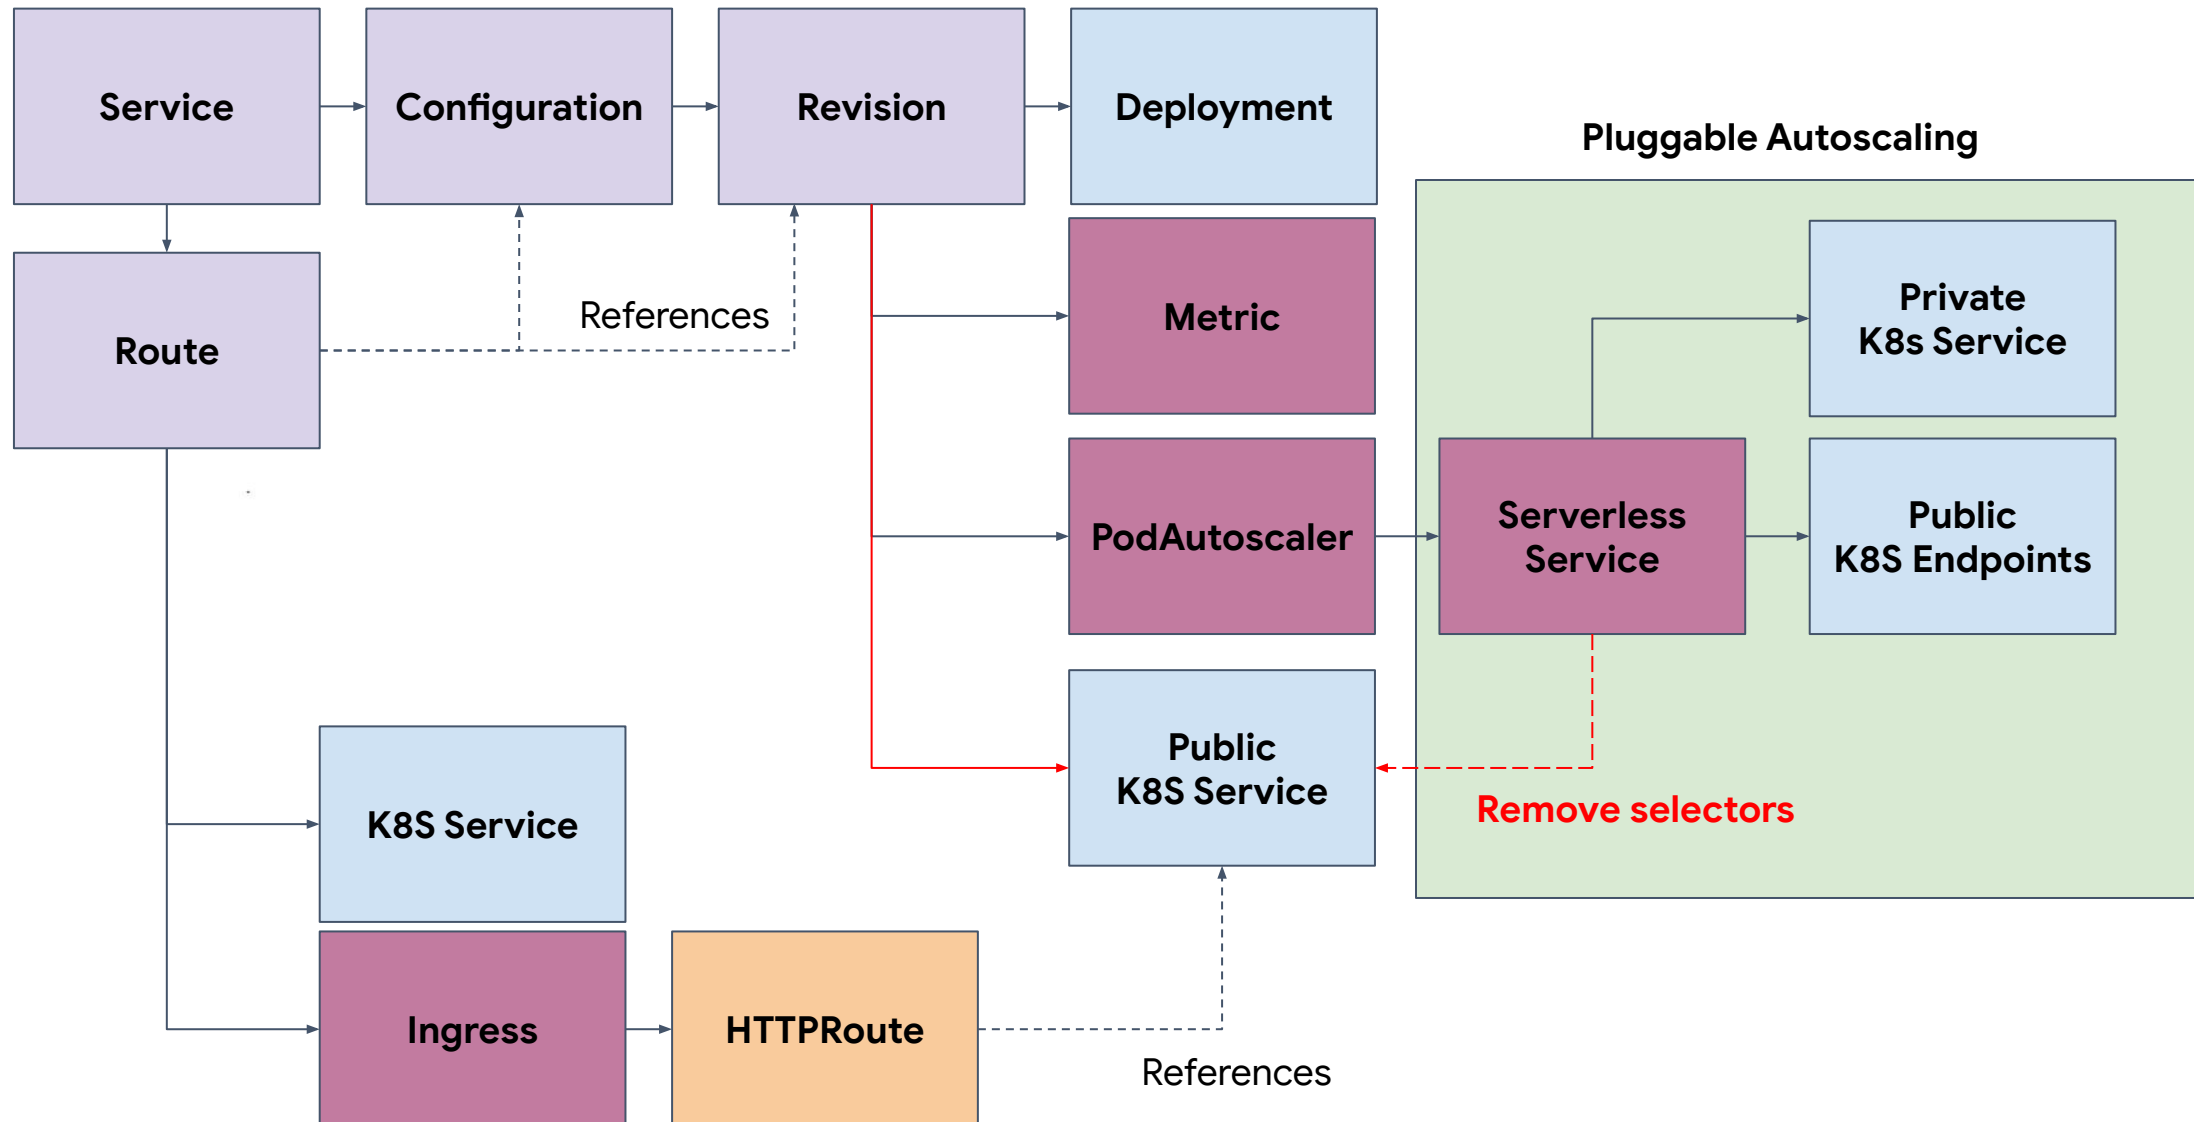 Service
Configuration
Revision
Deployment
Pluggable Autoscaling
Route
References
Metric
Private
K8s Service
PodAutoscaler
Serverless
Service
Public
K8S Endpoints
Public
K8S Service
Remove selectors
K8S Service
Ingress
HTTPRoute
References